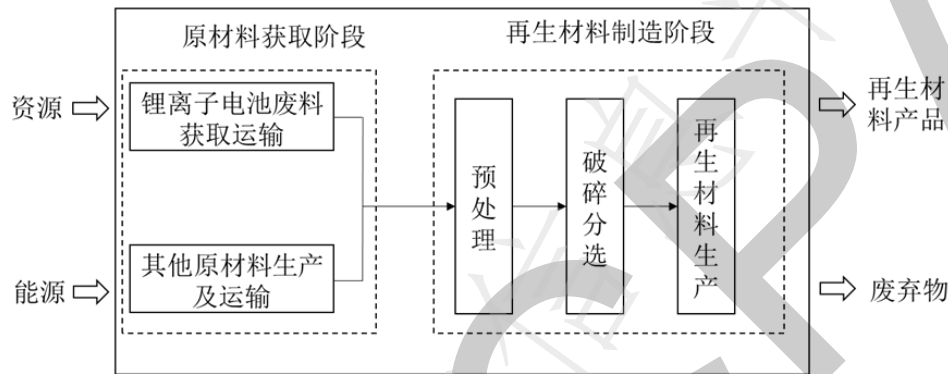 原材料获取阶段
再生材料制造阶段
资源
锂离子电池废料
获取运输
能源
其他原材料生产
及运输
预处理
破碎分选
再生材料生产
再生材
料产品
废弃物